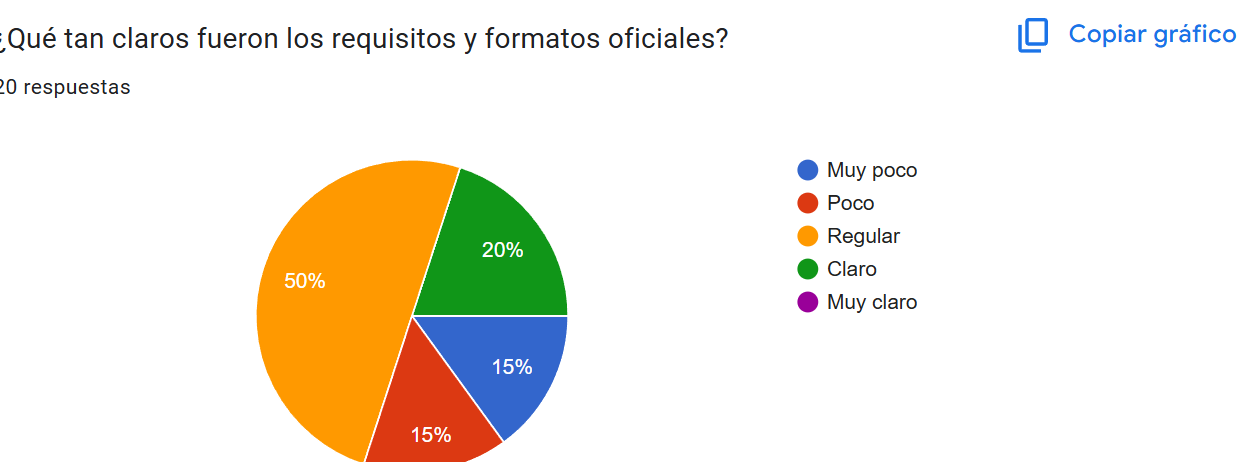 ¿Qué tan claros fueron los requisitos y formatos oficiales?
Copiar gráfico
20 respuestas
Muy poco
Poco
Regular
Claro
Muy claro
20%
50%
15%
15%